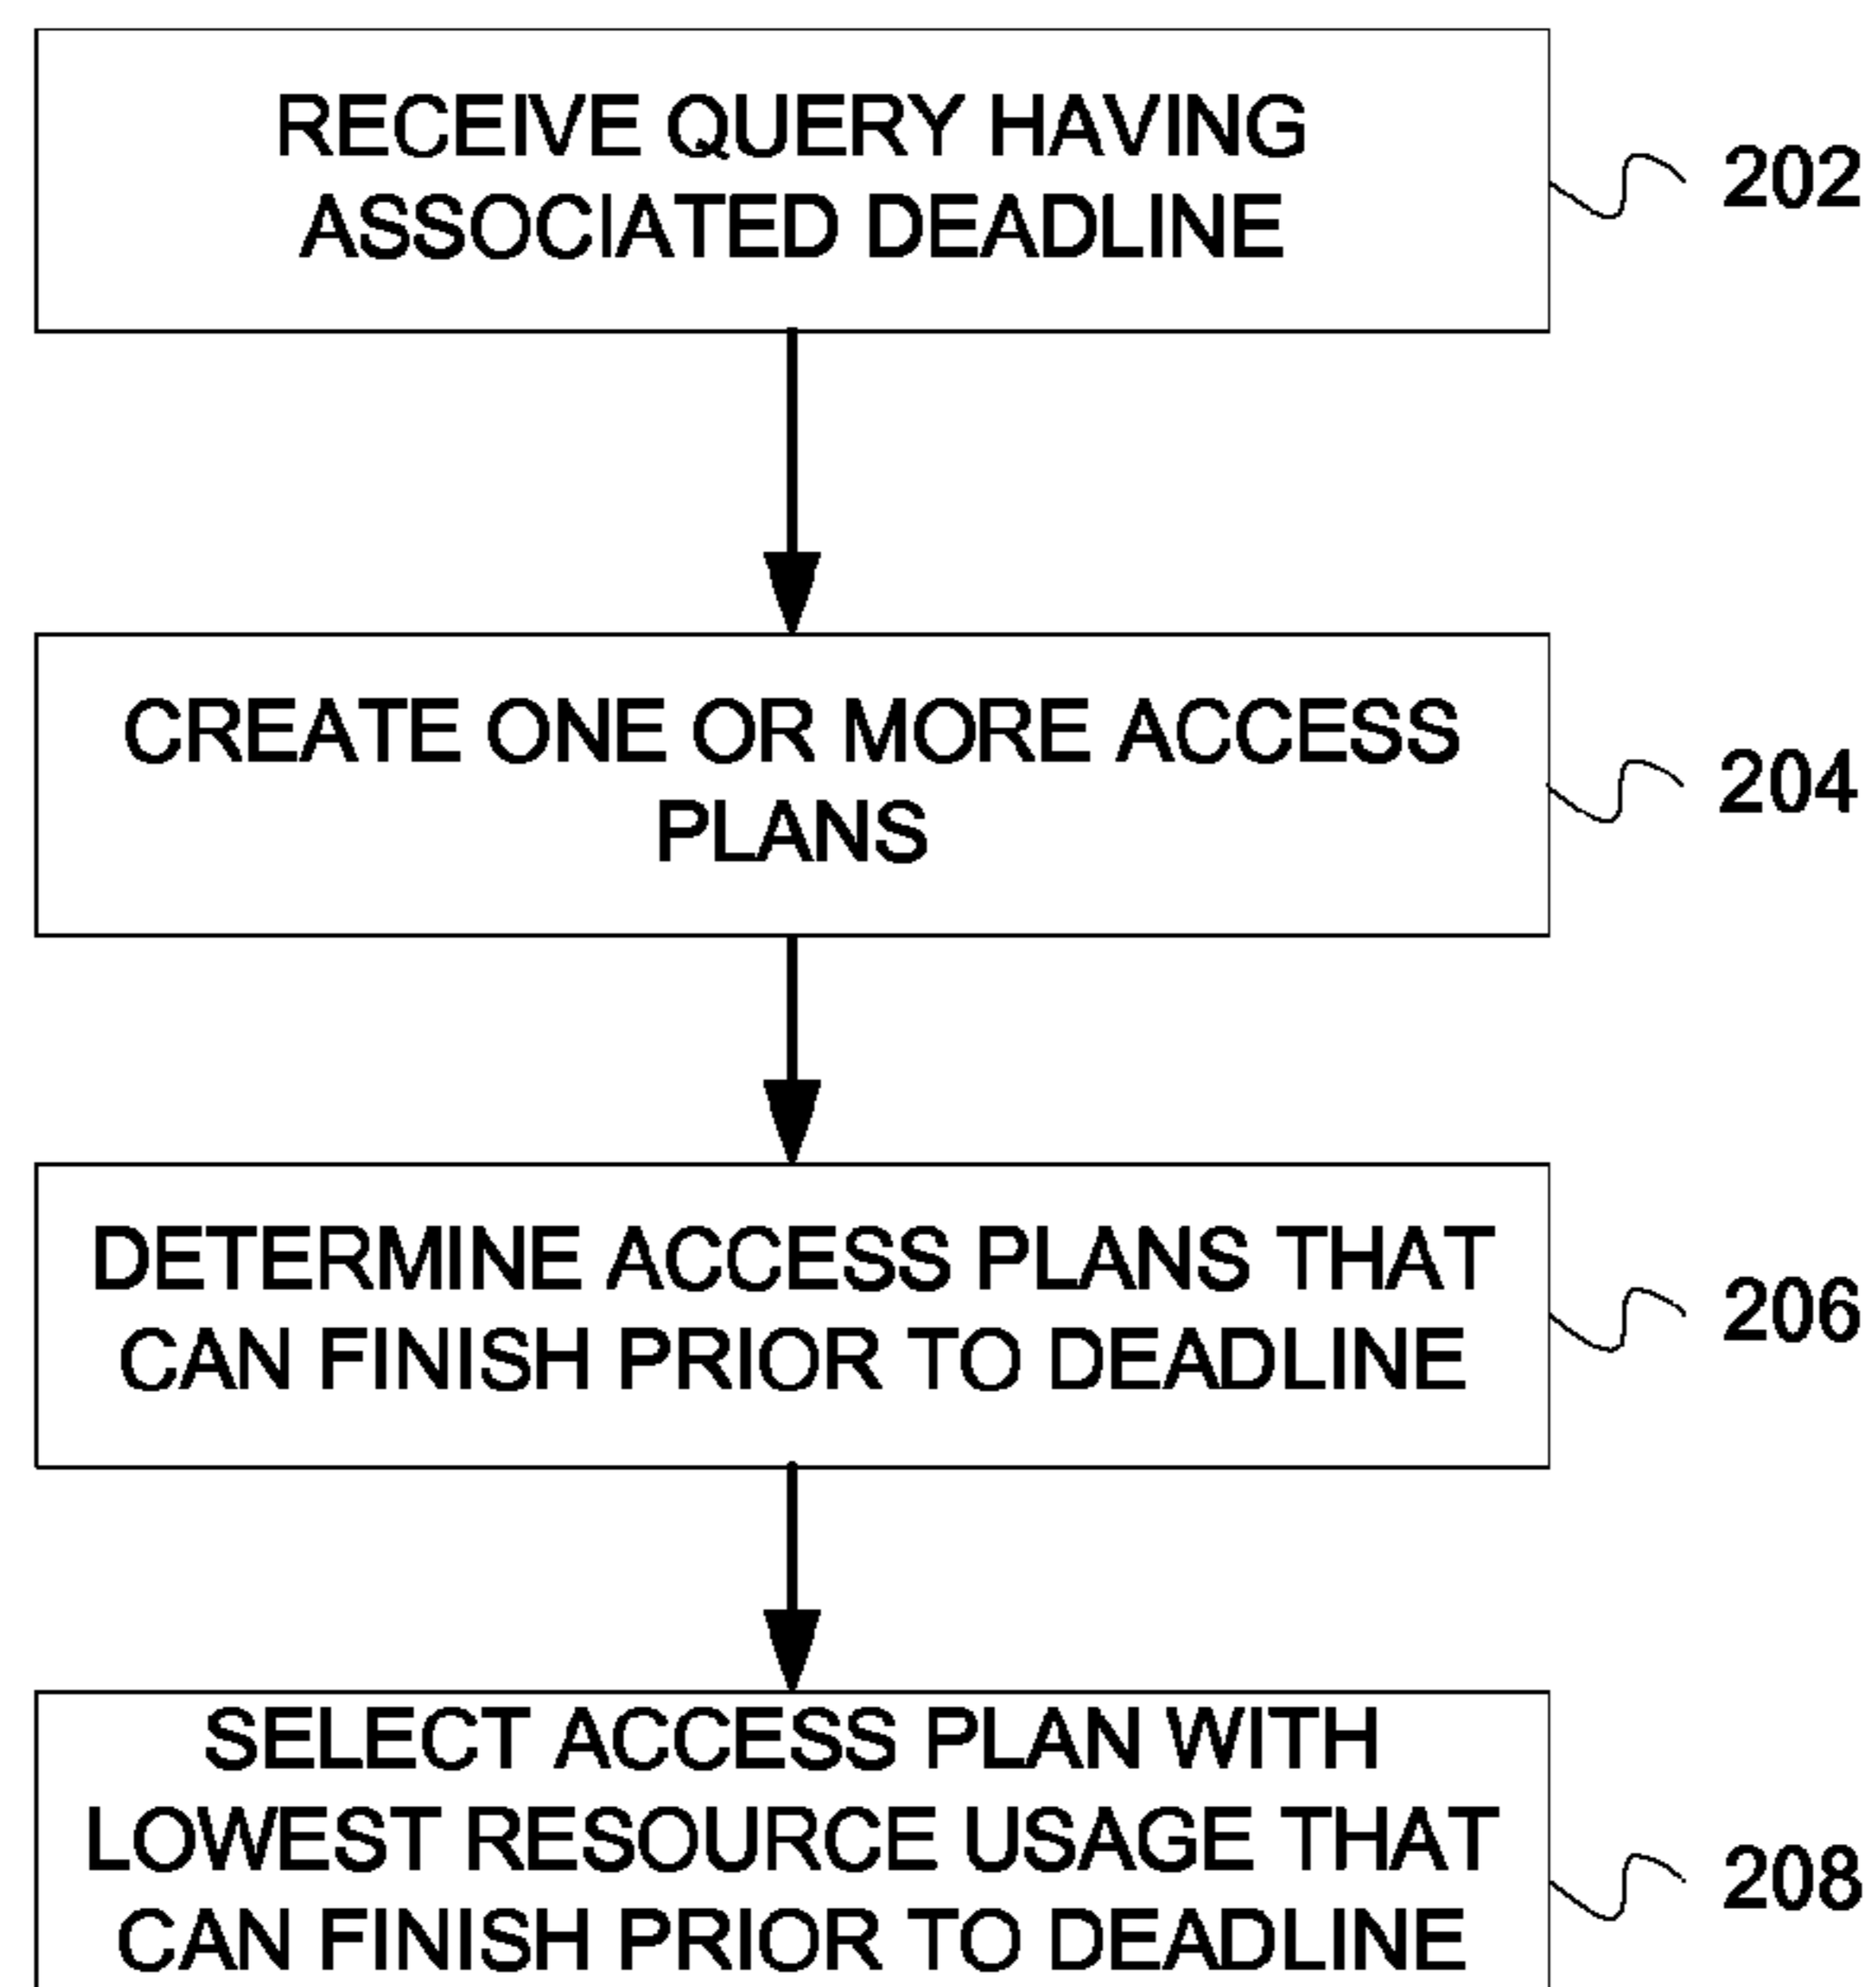 RECEIVE QUERY HAVING
ASSOCIATED DEADLINE
202
CREATE ONE OR MORE ACCESS
PLANS
204
DETERMINE ACCESS PLANS THAT
CAN FINISH PRIOR TO DEADLINE
206
SELECT ACCESS PLAN WITH
LOWEST RESOURCE USAGE THAT
CAN FINISH PRIOR TO DEADLINE
208